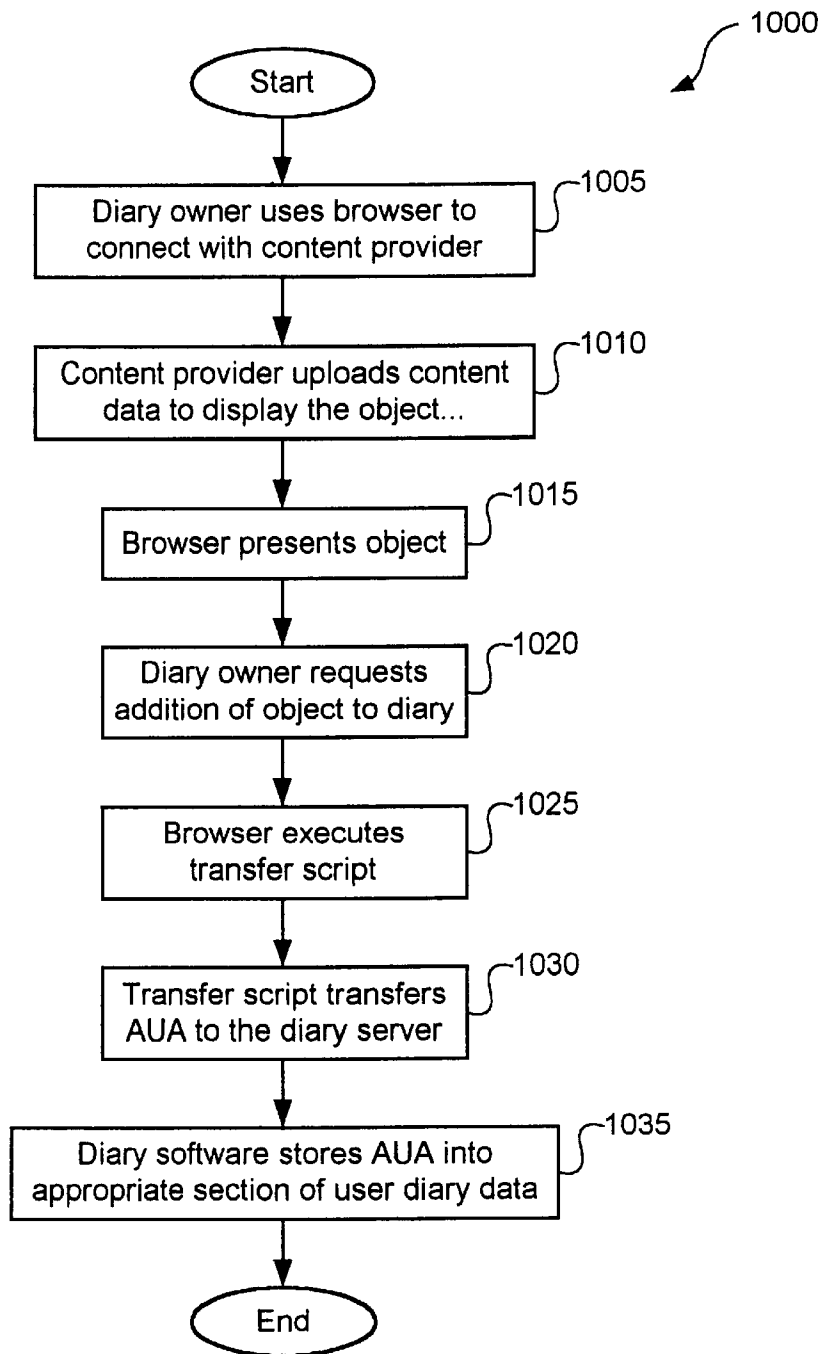 1000
Start
1005
Diary owner uses browser to
connect with content provider
1010
Content provider uploads content
data to display the object...
1015
Browser presents object
1020
Diary owner requests
addition of object to diary
1025
Browser executes
transfer script
1030
Transfer script transfers
AUA to the diary server
1035
Diary software stores AUA into
appropriate section of user diary data
End